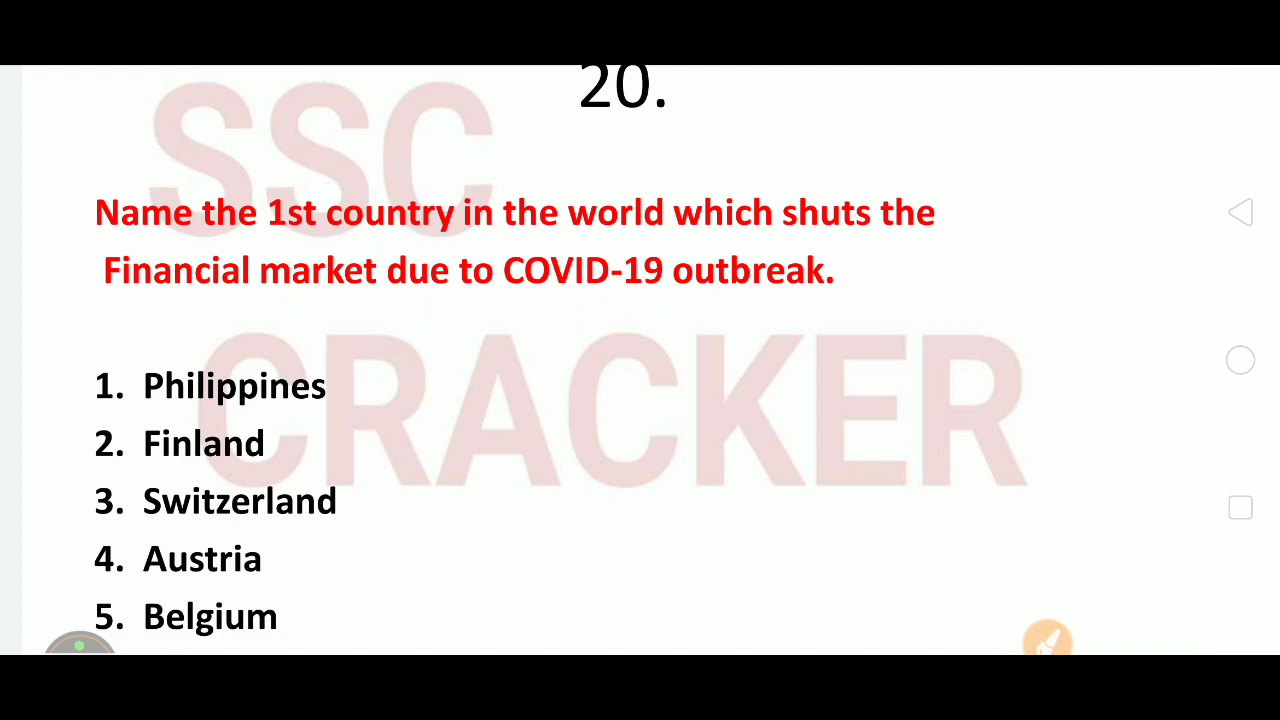 20.
SSC
Name the 1st country in the world which shuts the
Financial market due to COVID-19 outbreak.
CRACKER
1. Philippines
2. Finland
3. Switzerland
4. Austria
5. Belgium